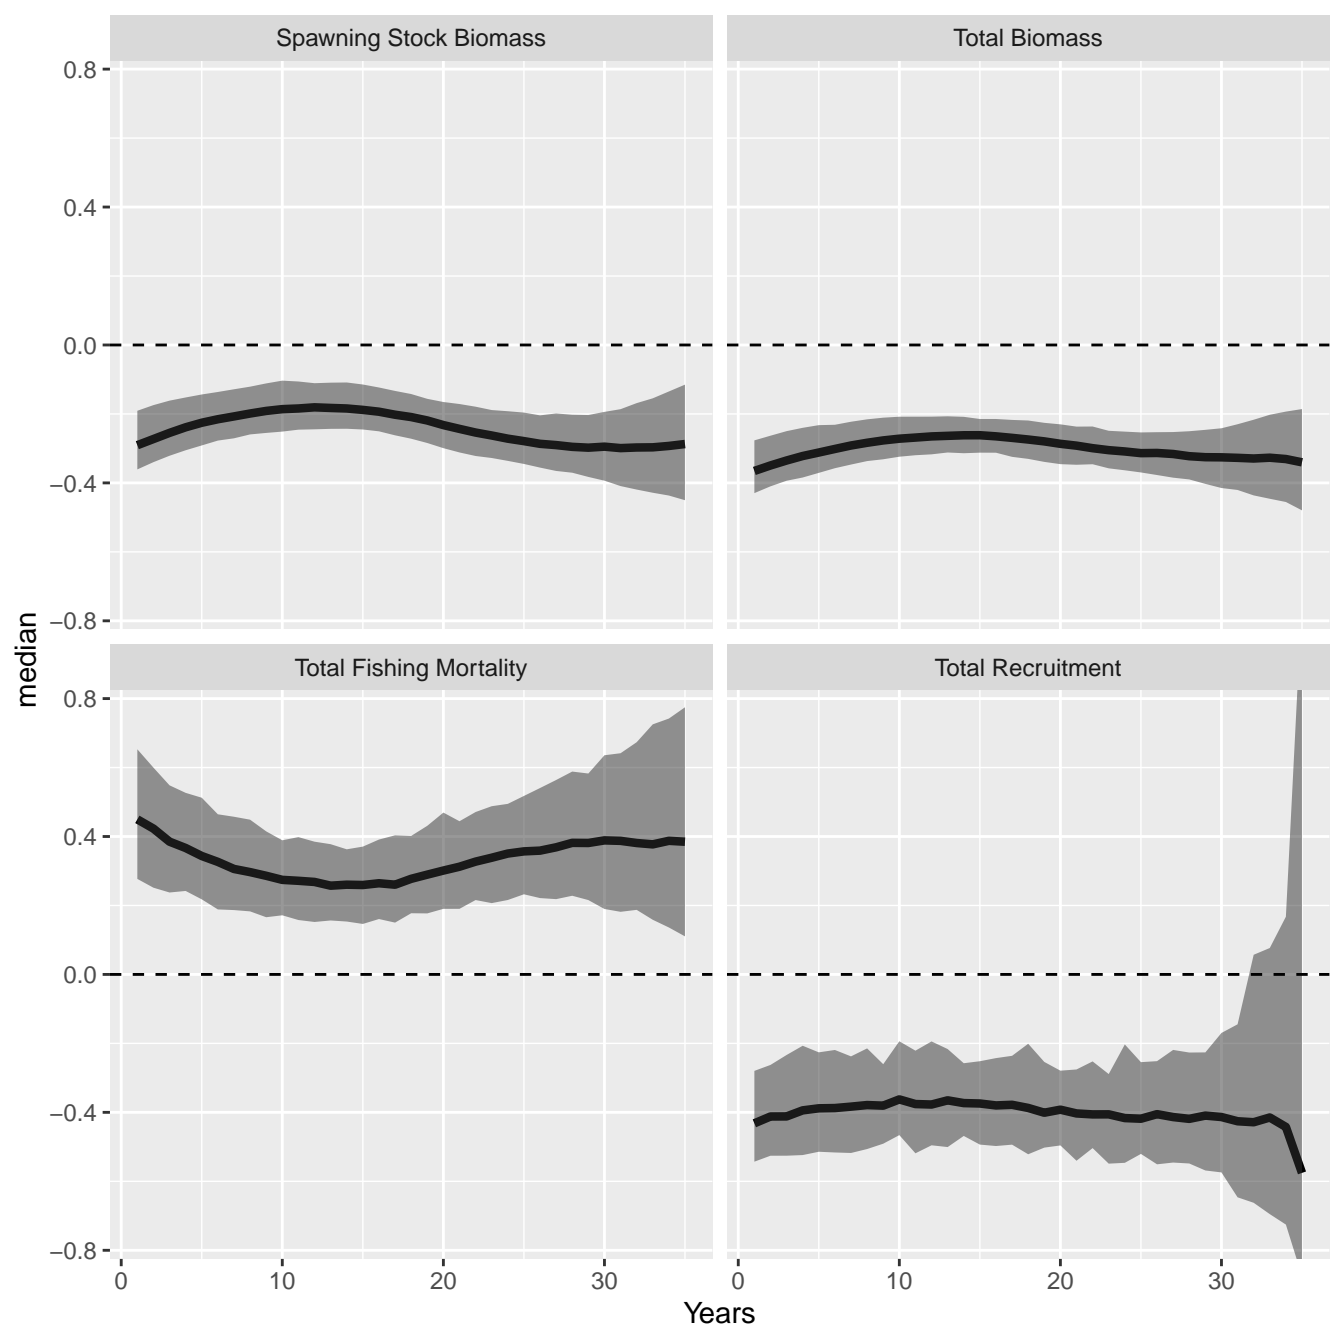 Spawning Stock Biomass
Total Biomass
0.8
0.4
0.0
−0.4
−0.8
median
Total Fishing Mortality
Total Recruitment
0.8
0.4
0.0
−0.4
−0.8
0 10 20 30
0 10 20 30
Years